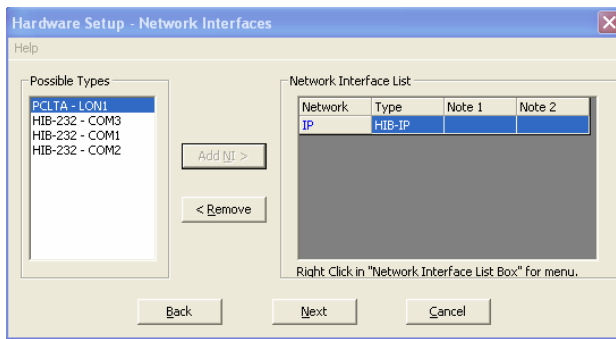 Hardware Setup - Network Interfaces
Help
Possible Types
PCLTA - LON1
HIB-232 - COM3
HIB-232 - COM1
HIB-232 - COM2
Add NI >
< Remove
Network Interface List
Network Type Note 1 Note 2
IP HIB-IP
Right Click in "Network Interface List Box" for menu.
Back Next Cancel